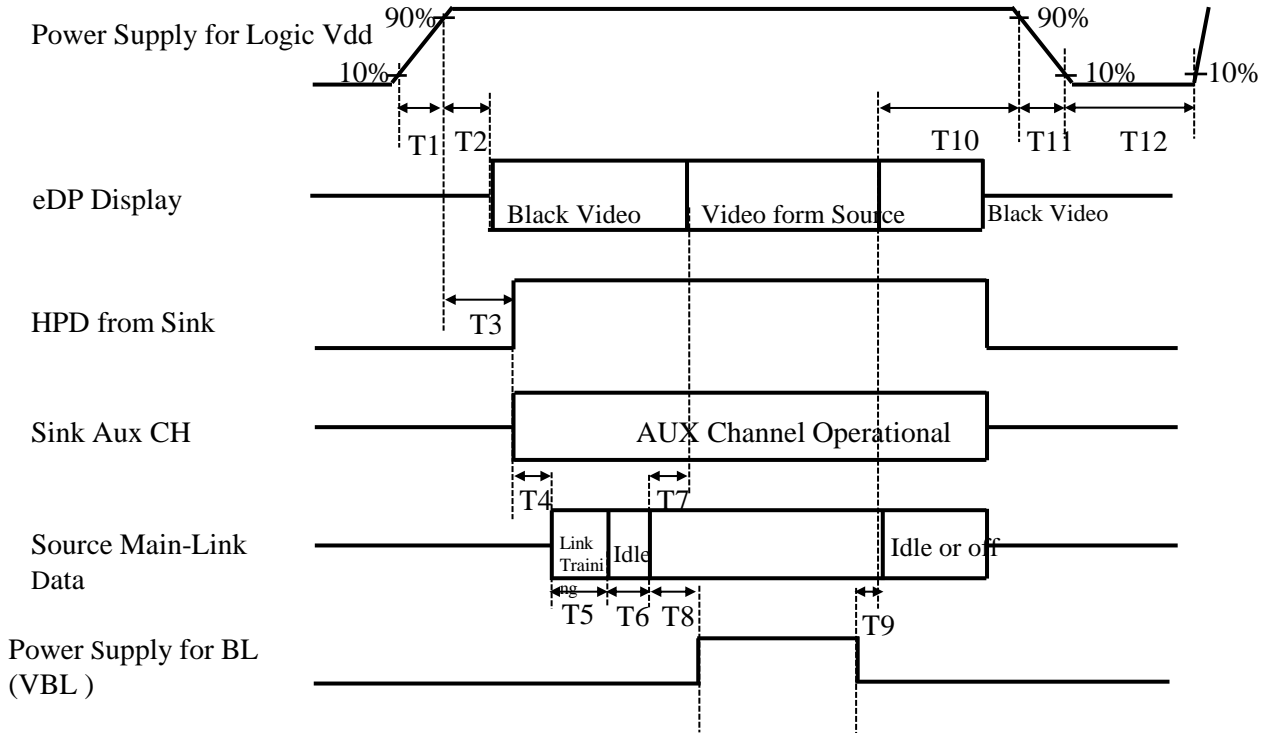 90%
90%
Power Supply for Logic Vdd
10%
10%
10%
T1
T2
T10
T11
T12
eDP Display
Black Video
Video form Source
Black Video
HPD from Sink
T3
Sink Aux CH
AUX Channel Operational
T4
T7
Source Main-Link
Data
Link
Traini
ng
Idle
Idle or off
T5
T6
T8
T9
Power Supply for BL
(VBL )